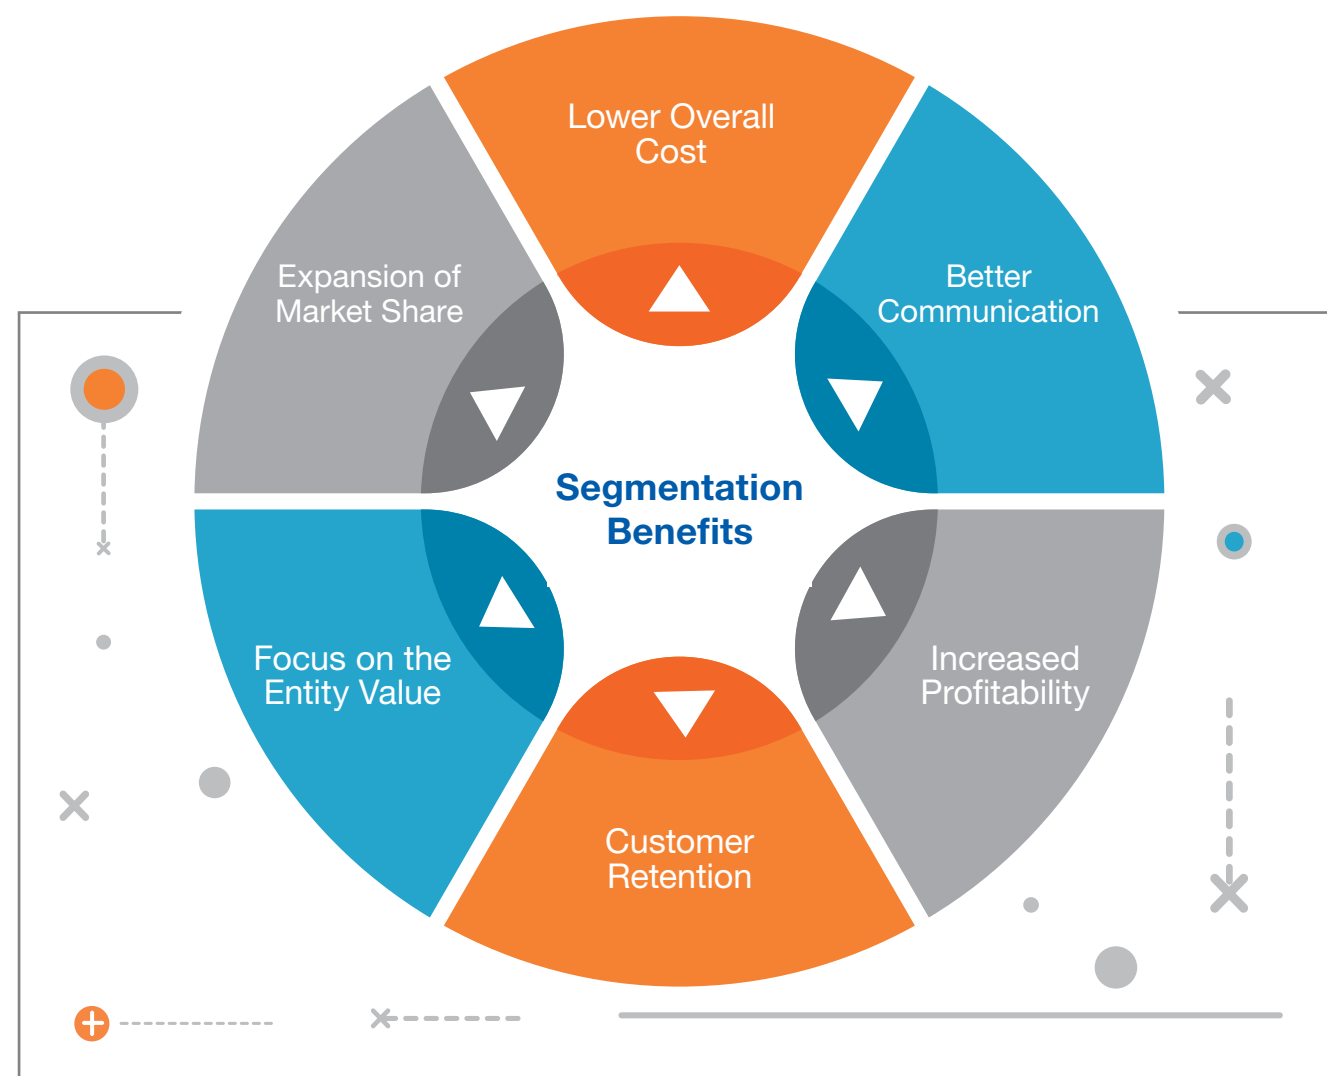 Lower Overall
Cost
Better
Communication
Increased
Profitability
Customer
Retention
Focus on the
Entity Value
Expansion of
Market Share
Segmentation
Benefits